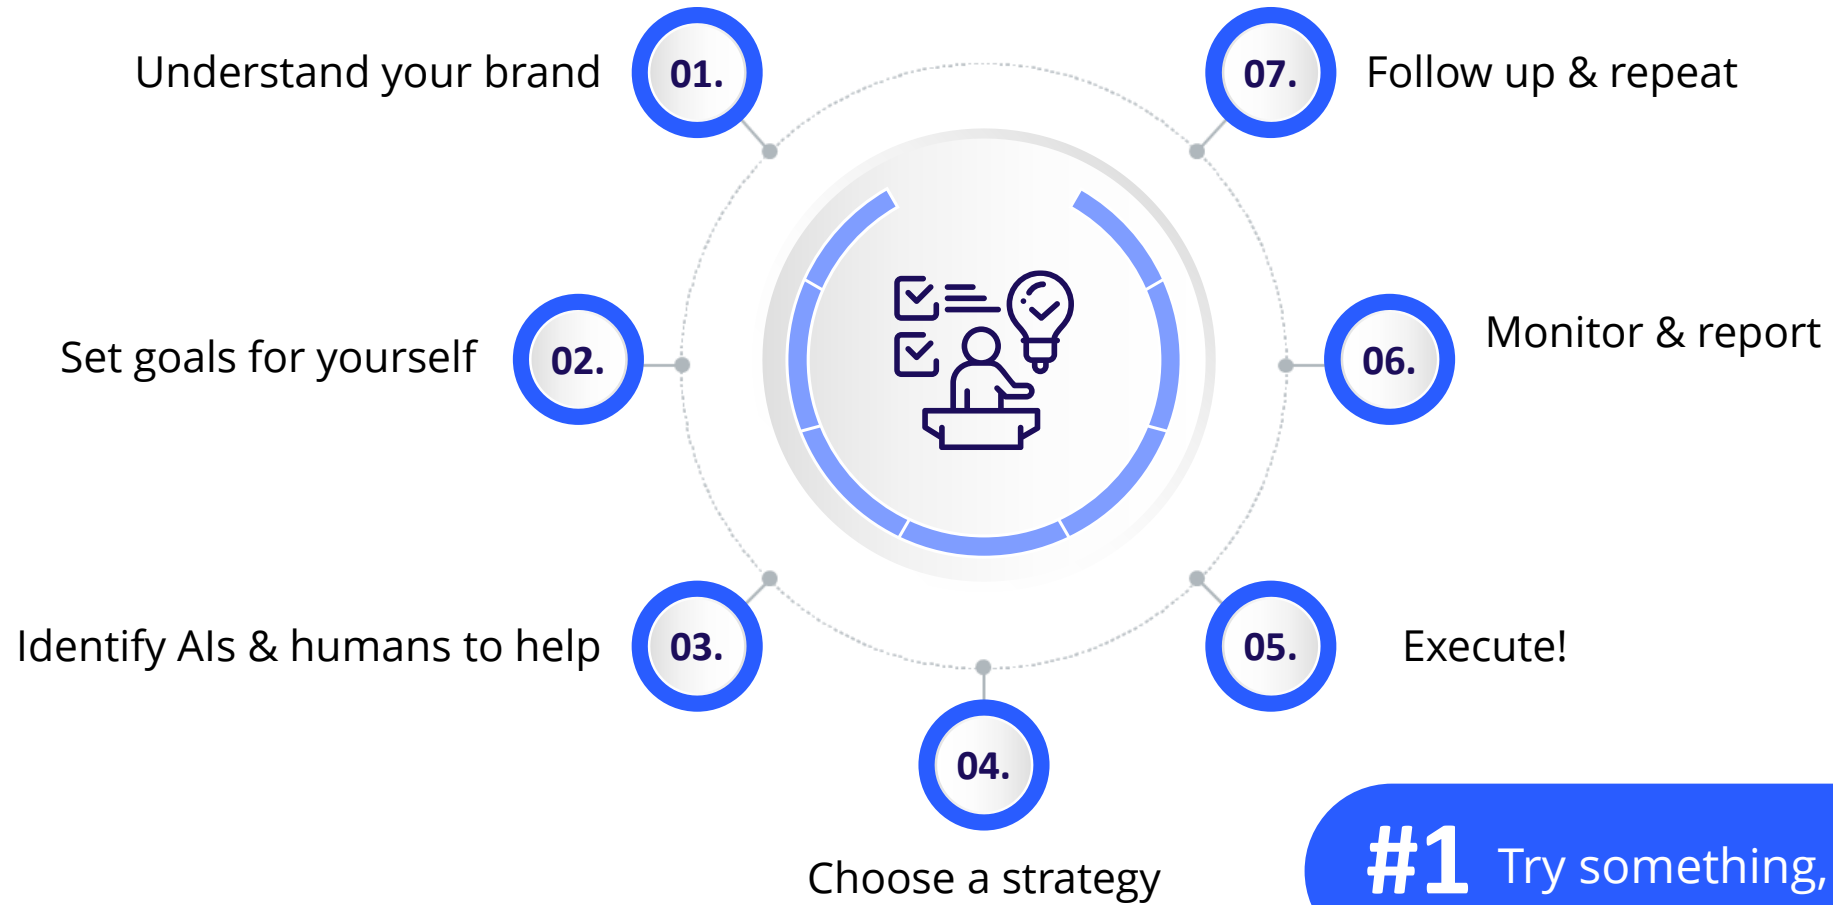 01.
Understand your brand
02.
Set goals for yourself
03.
Identify AIs & humans to help
04.
Choose a strategy
05.
Execute!
06.
Monitor & report
07.
Follow up & repeat
#1 Try something,